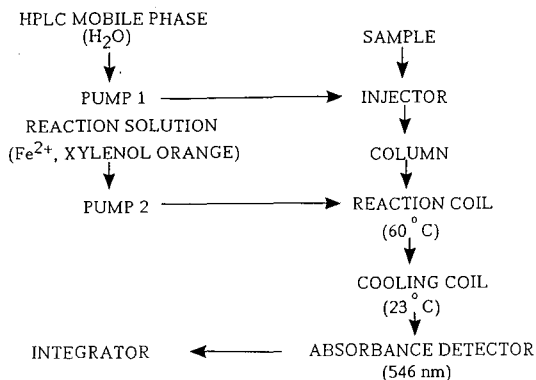 HPLC MOBILE PHASE
(H₂O)
SAMPLE
PUMP 1
INJECTOR
REACTION SOLUTION
(Fe²⁺, XYLENOL ORANGE)
COLUMN
PUMP 2
REACTION COIL
(60°C)
COOLING COIL
(23°C)
INTEGRATOR
ABSORBANCE DETECTOR
(546 nm)